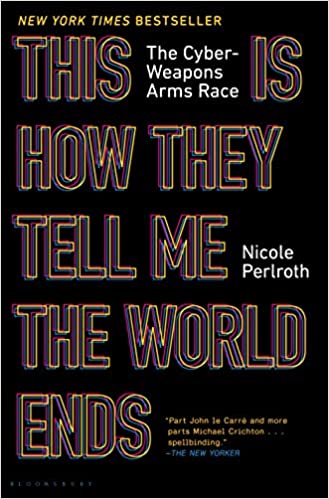 NEW YORK TIMES BESTSELLER
THIS IS
The Cyber-
Weapons
Arms Race
HOW THEY
TELL ME
Nicole
Perlroth
THE WORLD
ENDS
"Part John le Carré and more
parts Michael Crichton . . .
spellbinding."
—THE NEW YORKER
BLOOMSBURY